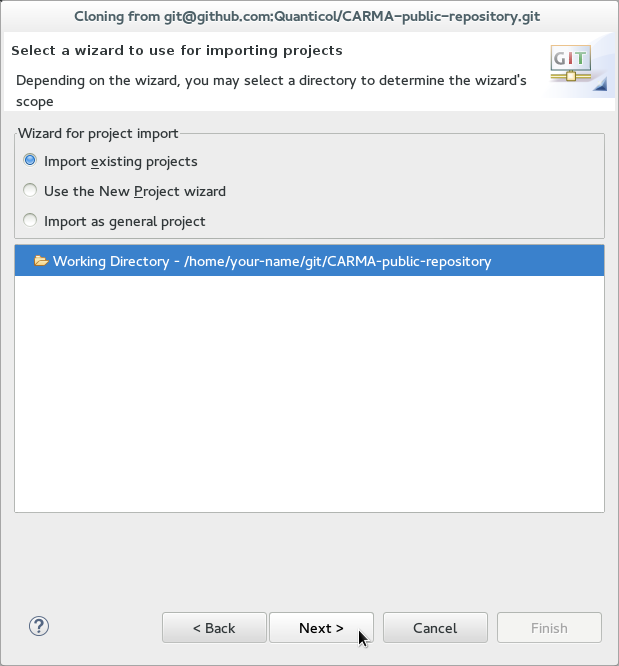 Cloning from git@github.com:Quanticol/CARMA-public-repository.git
Select a wizard to use for importing projects
Depending on the wizard, you may select a directory to determine the wizard's
scope
GIT
Wizard for project import
Import existing projects
Use the New Project wizard
Import as general project
Working Directory - /home/your-name/git/CARMA-public-repository
?
< Back
Next >
Cancel
Finish